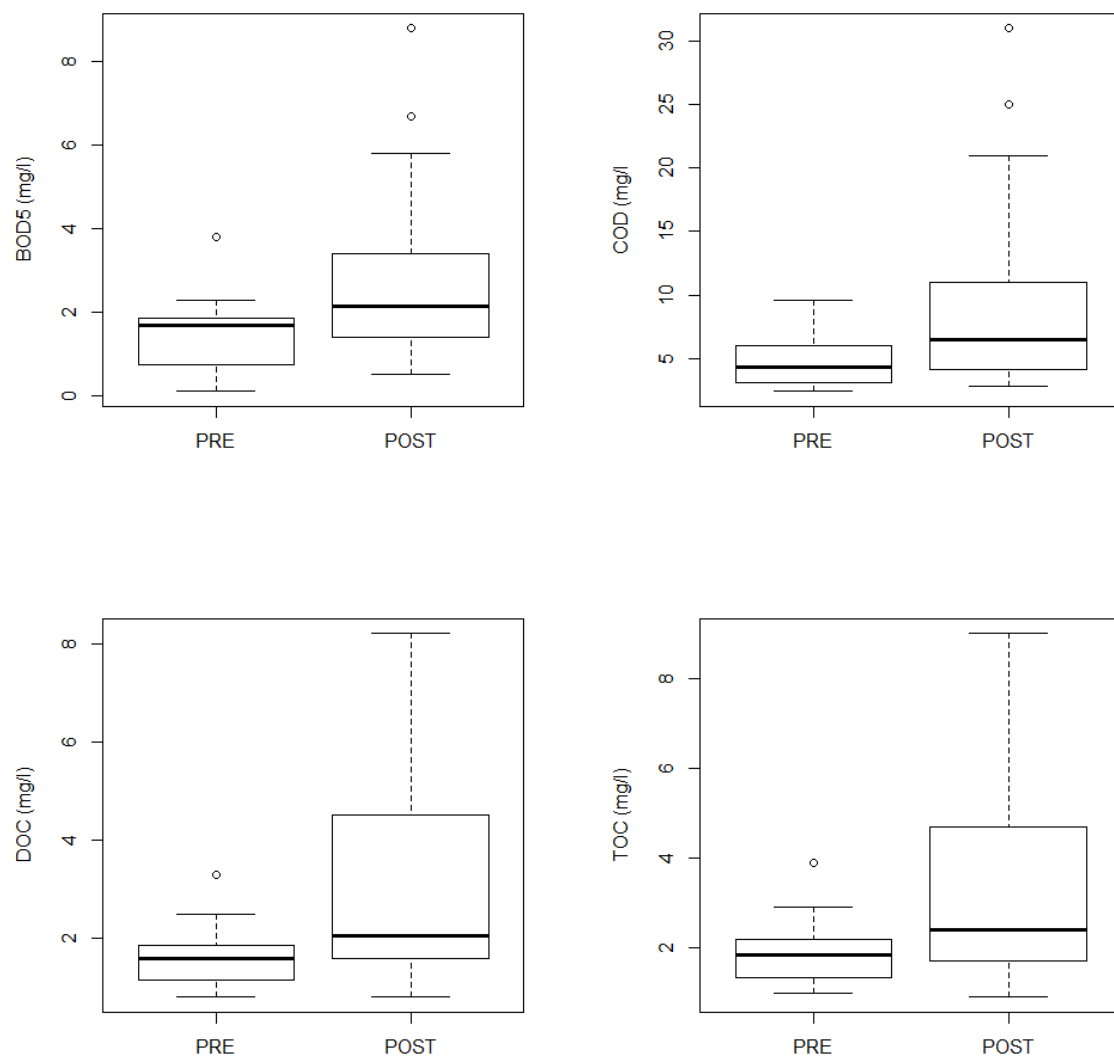 BOD5 (mg/l)
8
6
4
2
0
PRE POST
COD (mg/l
30
25
20
15
10
5
PRE POST
DOC (mg/l)
8
6
4
2
PRE POST
TOC (mg/l)
8
6
4
2
PRE POST